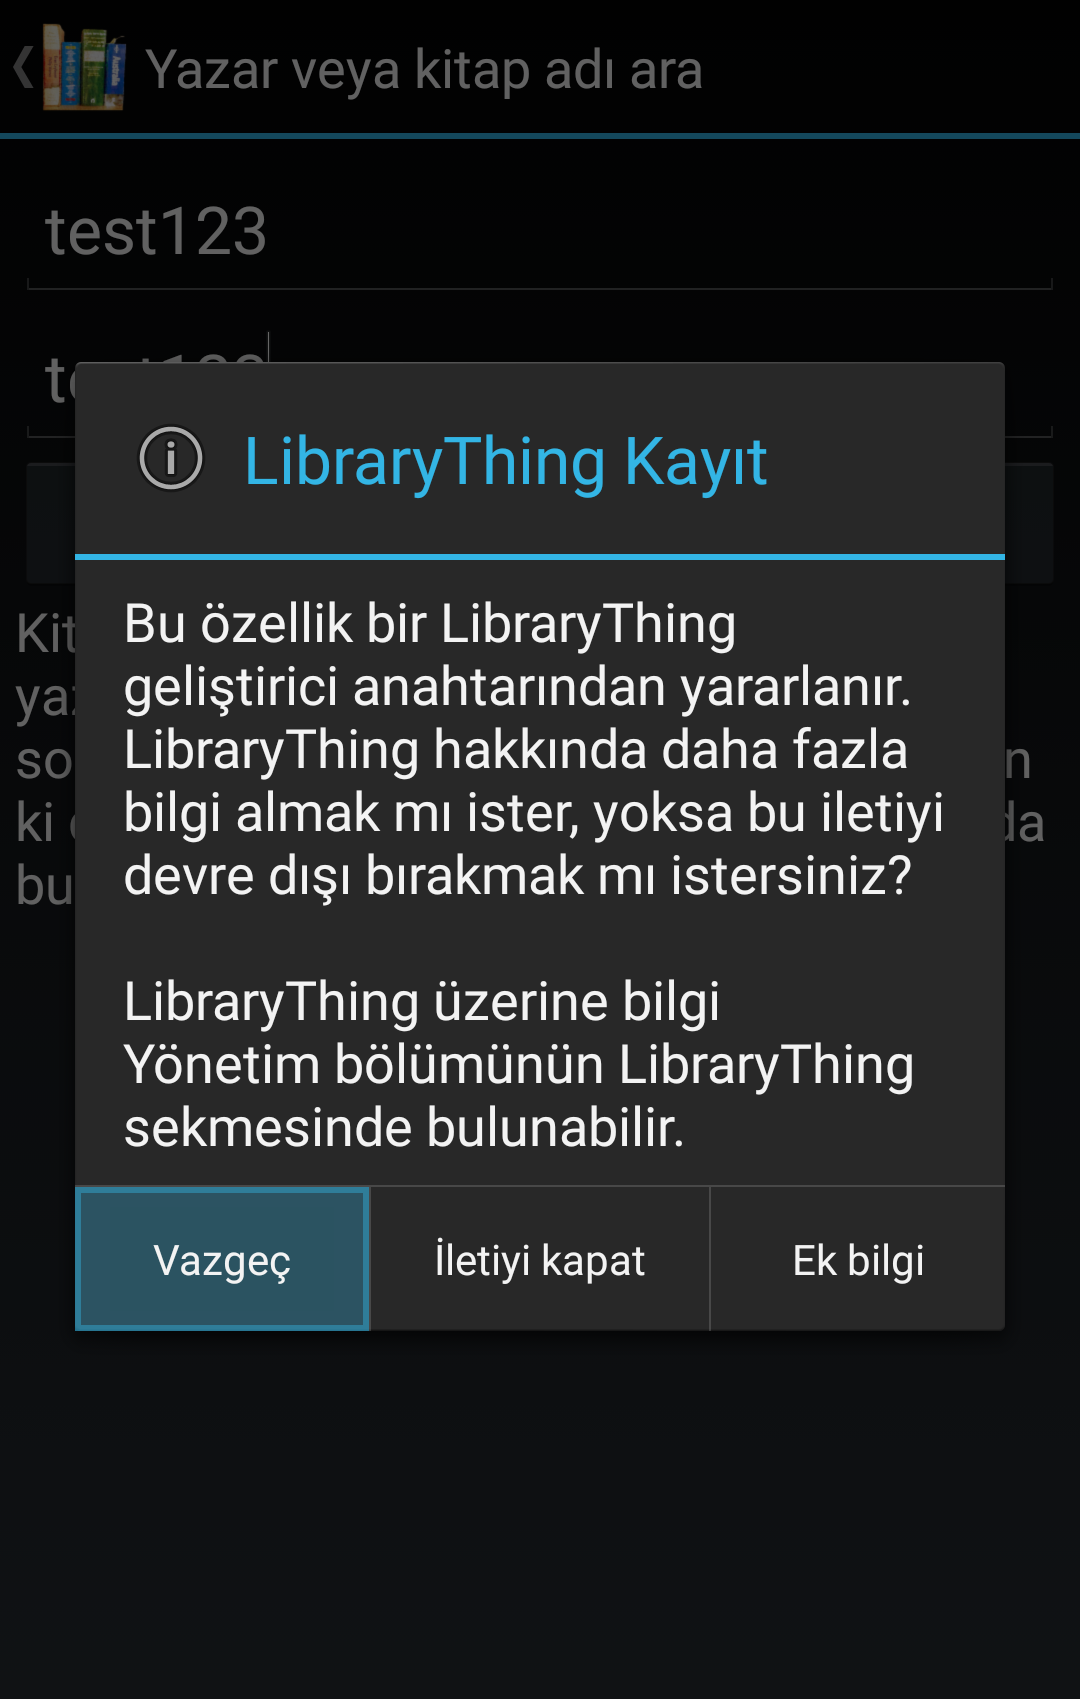 Yazar veya kitap adı ara
test123
LibraryThing Kayıt
Bu özellik bir LibraryThing
geliştirici anahtarından yararlanır.
LibraryThing hakkında daha fazla
bilgi almak mı ister, yoksa bu iletiyi
devre dışı bırakmak mı istersiniz?
LibraryThing üzerine bilgi
Yönetim bölümünün LibraryThing
sekmesinde bulunabilir.
Vazgeç
İletiyi kapat
Ek bilgi